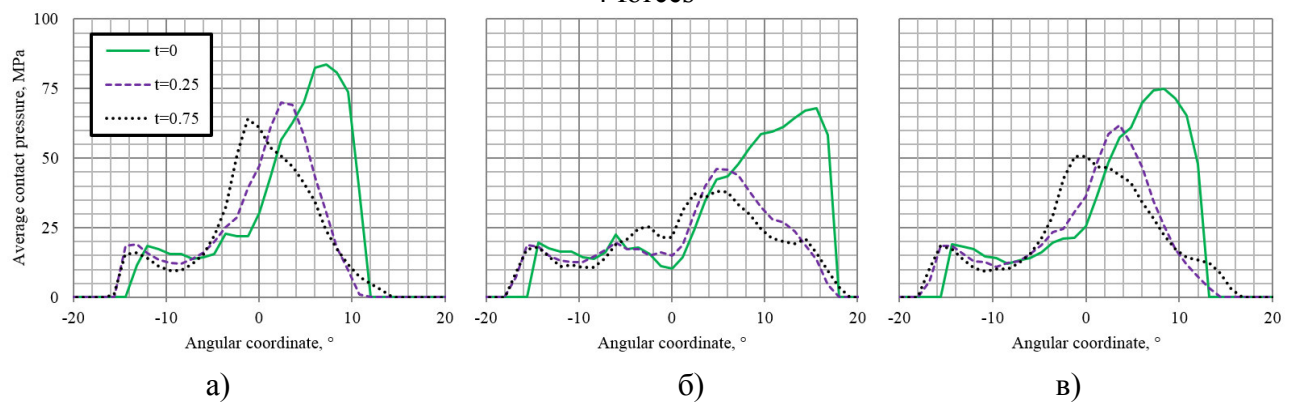 t=0
t=0.25
t=0.75
Average contact pressure, MPa
100
75
50
25
0
-20 -10 0 10 20
-20 -10 0 10 20
-20 -10 0 10 20
Angular coordinate, °
Angular coordinate, °
Angular coordinate, °
а) б) в)